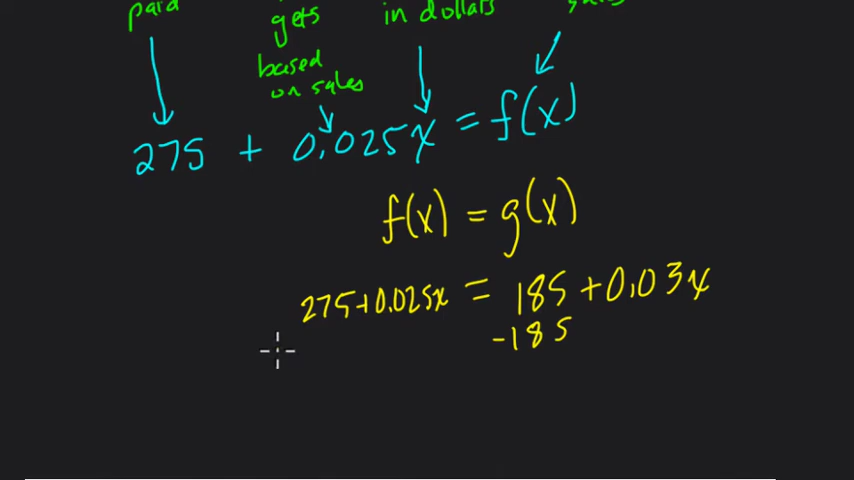 paid gets in dollars
based
on sales
275 + 0.025x = f(x)
f(x) = g(x)
275+0.025x = 185+0.03x
-185